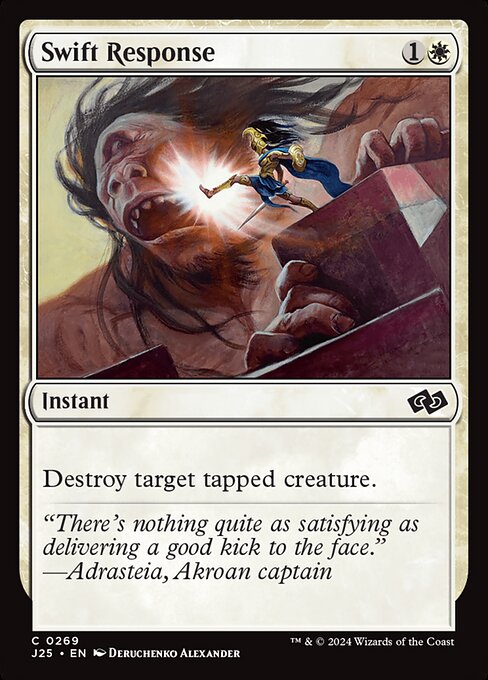 Swift Response 1
Instant
Destroy target tapped creature.
“There’s nothing quite as satisfying as
delivering a good kick to the face.”
—Adrasteia, Akroan captain
C 0269
J25 • EN Deruchenko Alexander
™ & © 2024 Wizards of the Coast